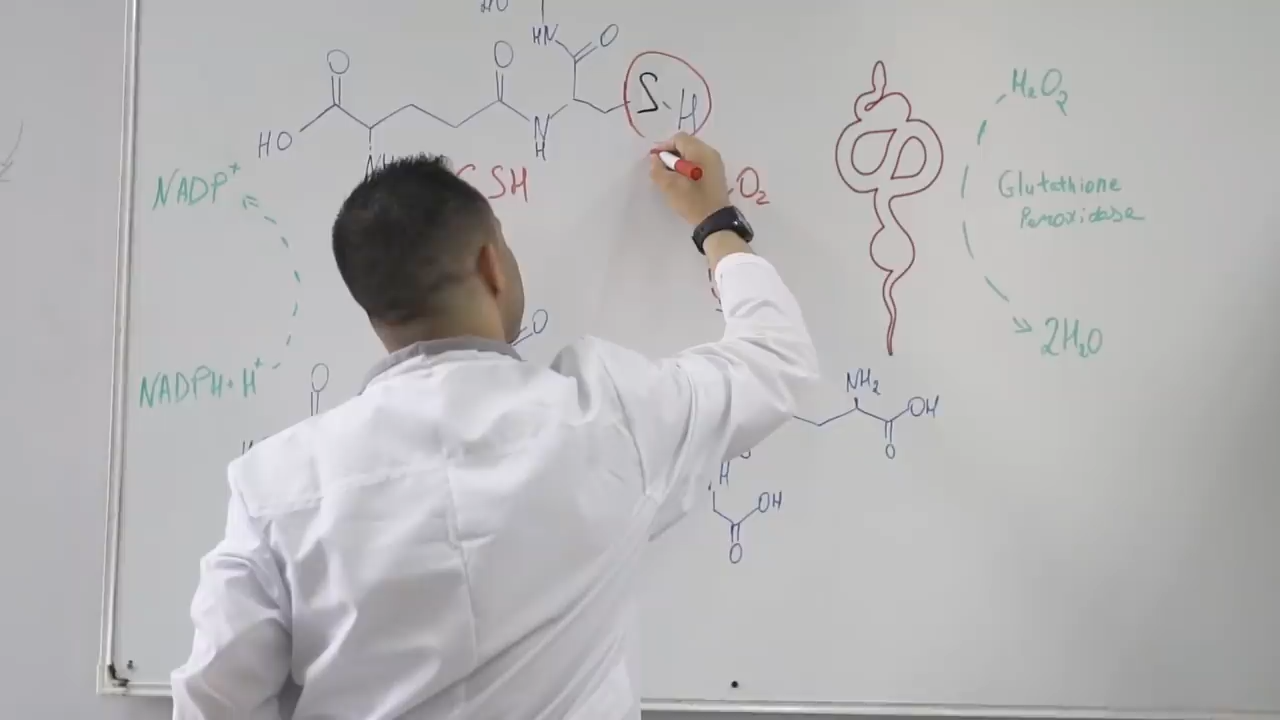 HO
HN
O
O
O
S-H
HO
N
H
H₂O₂
NADP⁺
GSH
O₂
Glutathione
Peroxidase
O
2H₂O
NADPH+H⁺
O
NH₂
OH
O
H
OH
O